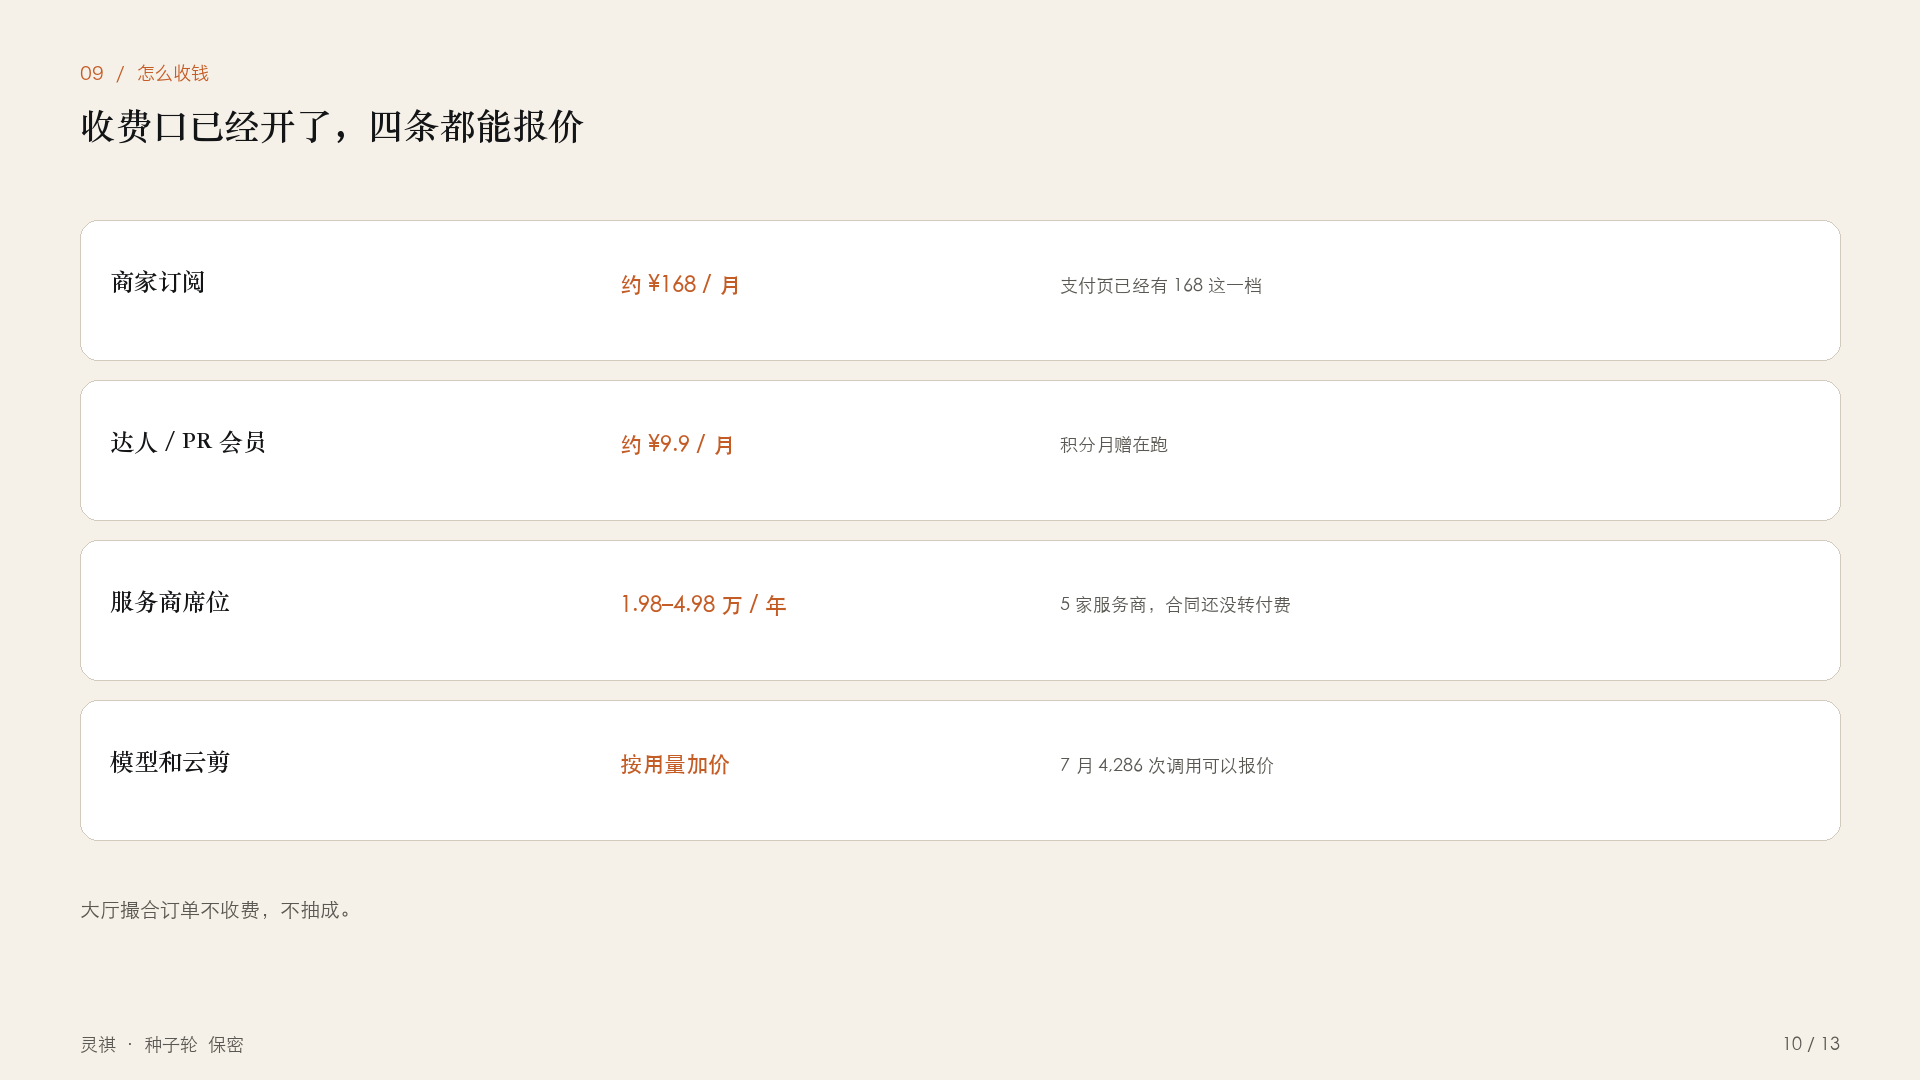 09 / 怎么收钱
收费口已经开了，四条都能报价
商家订阅
约 ¥168 / 月
支付页已经有 168 这一档
达人 / PR 会员
约 ¥9.9 / 月
积分月赠在跑
服务商席位
1.98–4.98 万 / 年
5 家服务商，合同还没转付费
模型和云剪
按用量加价
7 月 4,286 次调用可以报价
大厅撮合订单不收费，不抽成。
灵祺 · 种子轮 保密
10 / 13